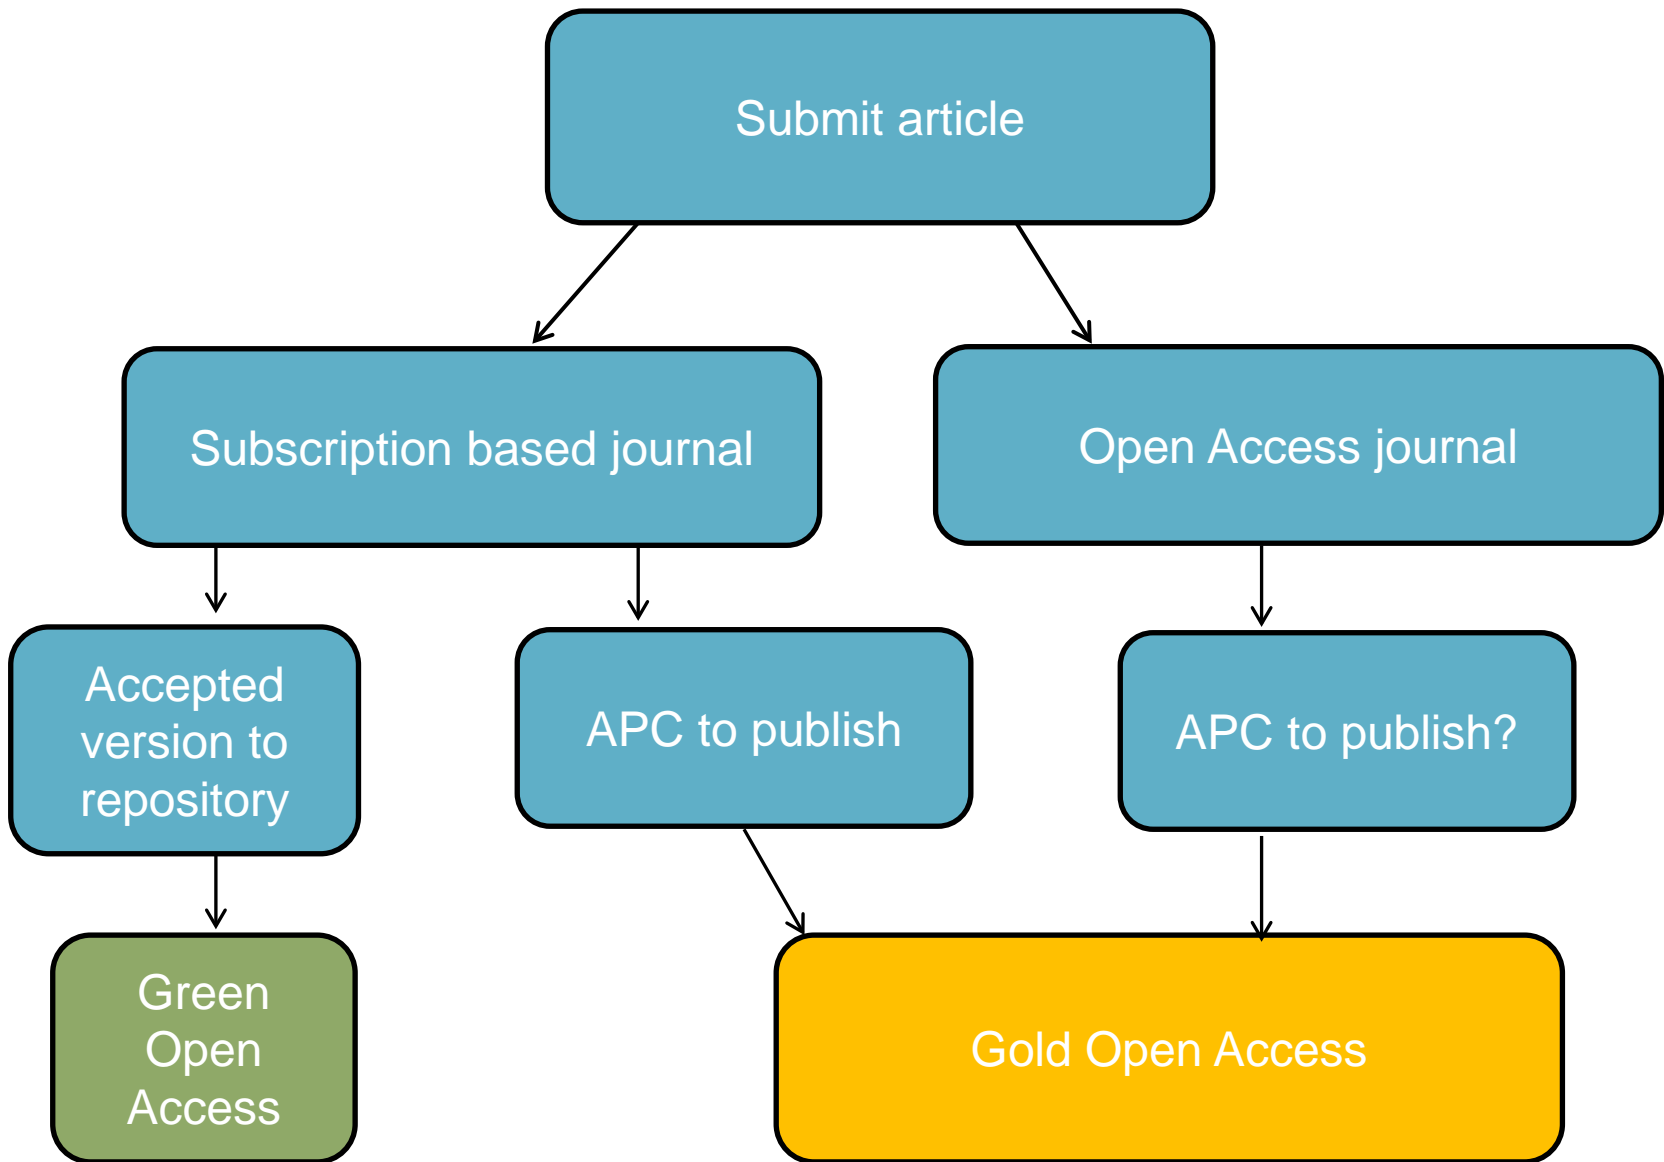 Submit article
Subscription based journal
Open Access journal
Accepted
version to
repository
APC to publish
APC to publish?
Green
Open
Access
Gold Open Access